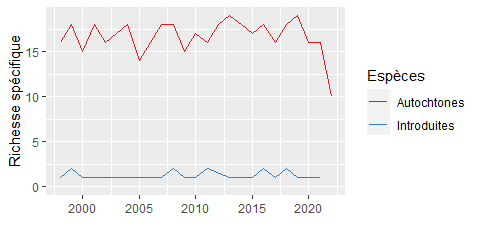 Richesse spécifique
15
10
5
0
2000 2005 2010 2015 2020
Espèces
Autochtones
Introduites